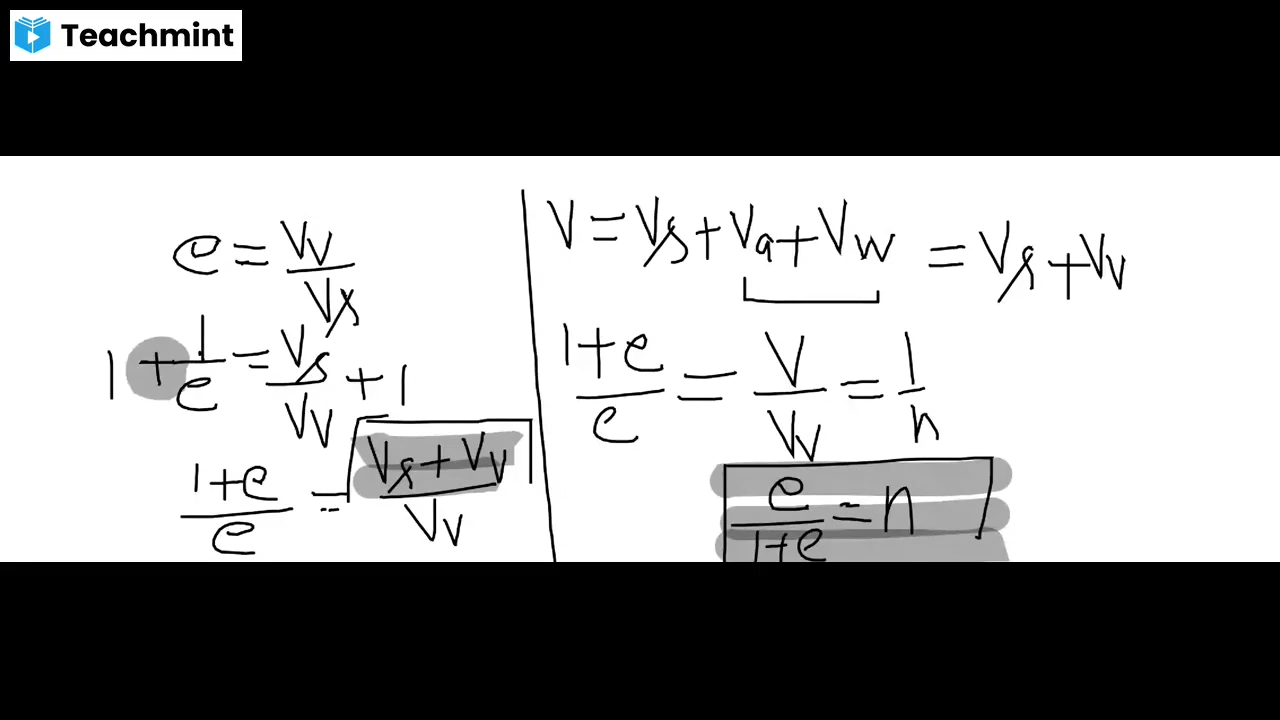 Teachmint
e = Vv/Vs
1 + 1/e = Vs/Vv + 1
1+e/e = Vs+Vv/Vv
V = Vs + Va + Vw = Vs + Vv
1+e/e = V/Vv = 1/n
e/1+e = n